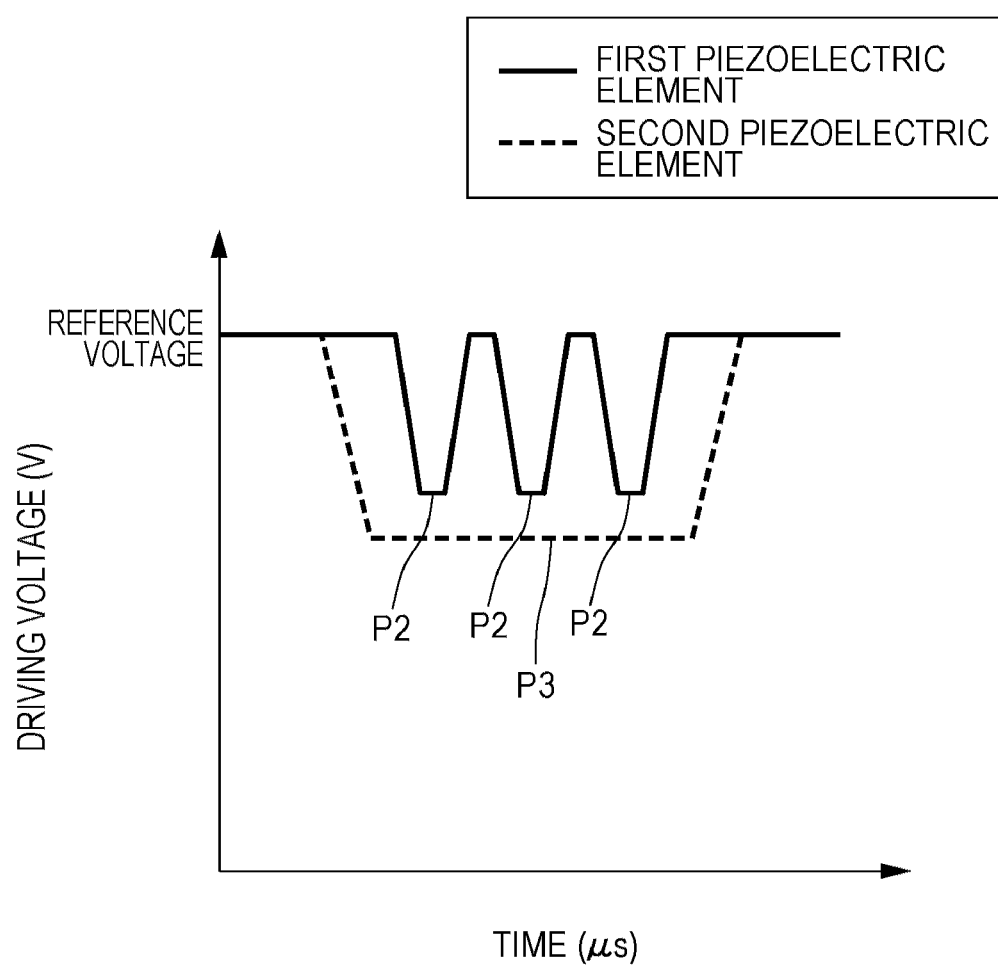 FIRST PIEZOELECTRIC
ELEMENT
SECOND PIEZOELECTRIC
ELEMENT
REFERENCE
VOLTAGE
DRIVING VOLTAGE (V)
P2
P2
P2
P3
TIME (μs)